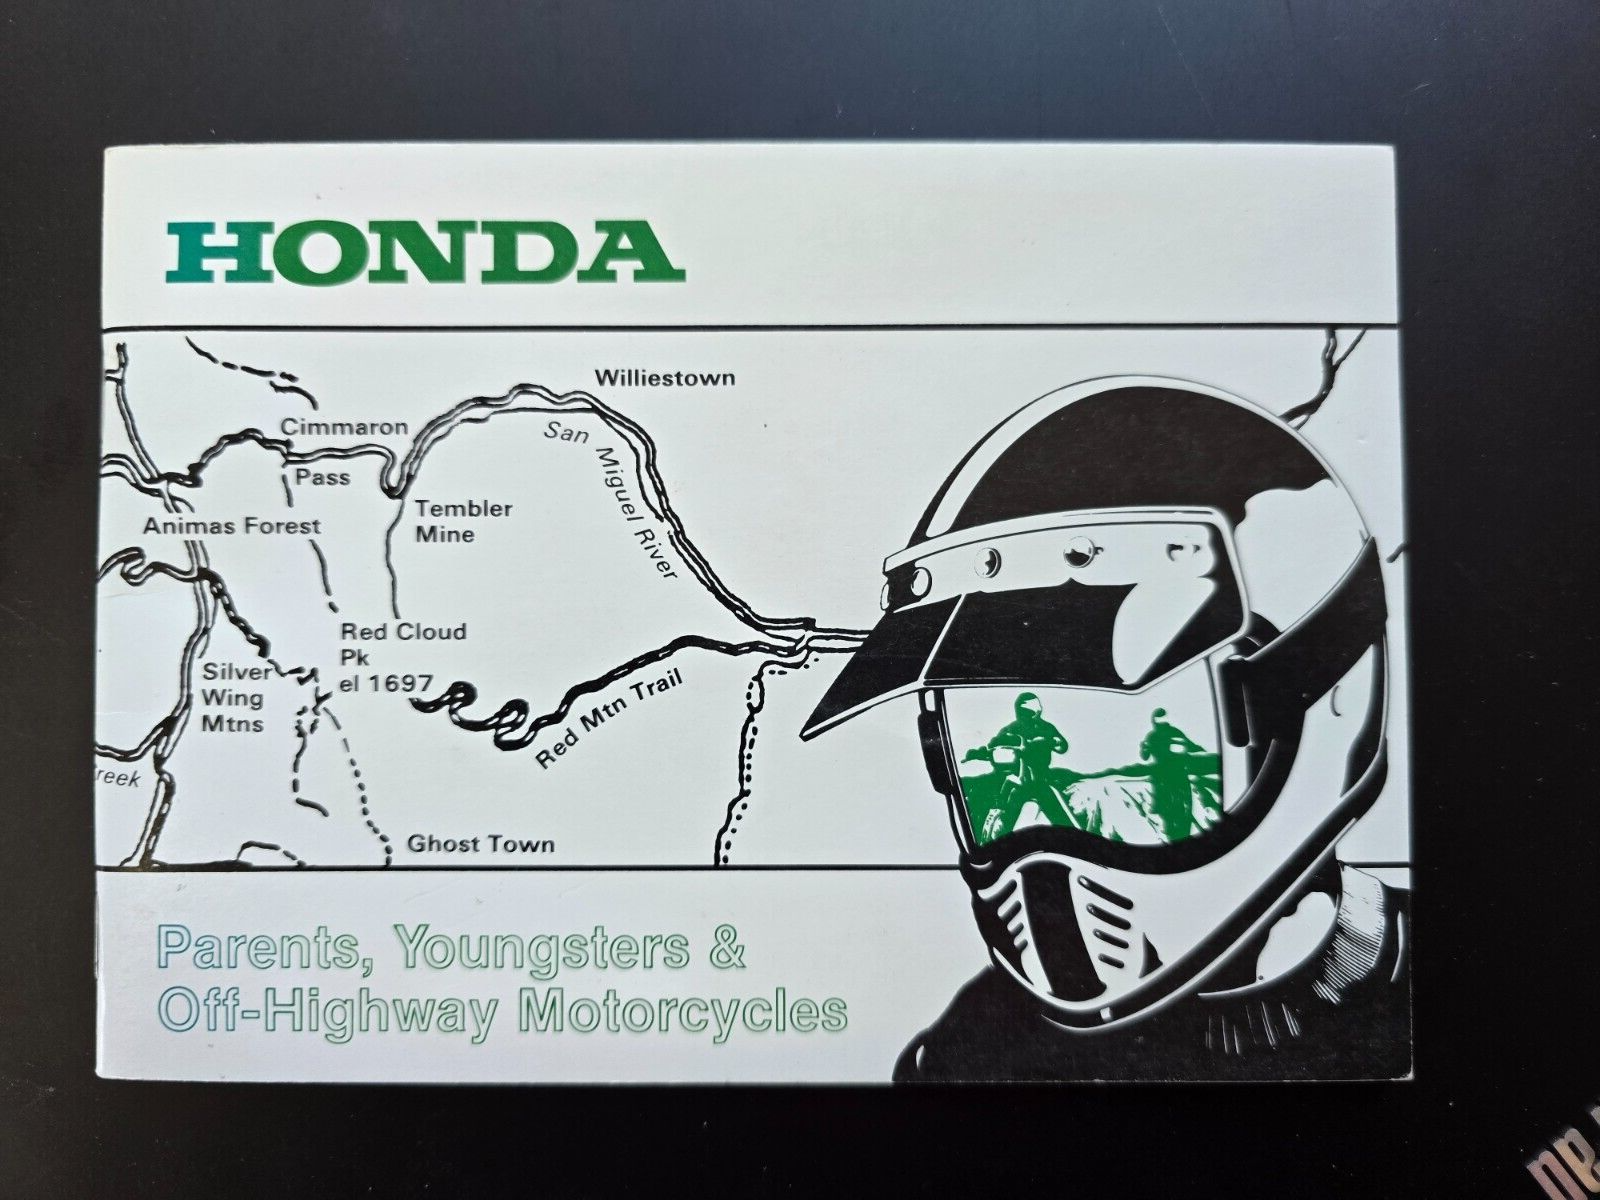 HONDA
Williestown
Cimmaron
Pass
San Miguel River
Tembler
Mine
Animas Forest
Red Cloud
Pk
el 1697
Silver
Wing
Mtns
Red Mtn Trail
reek
Ghost Town
Parents, Youngsters &
Off-Highway Motorcycles